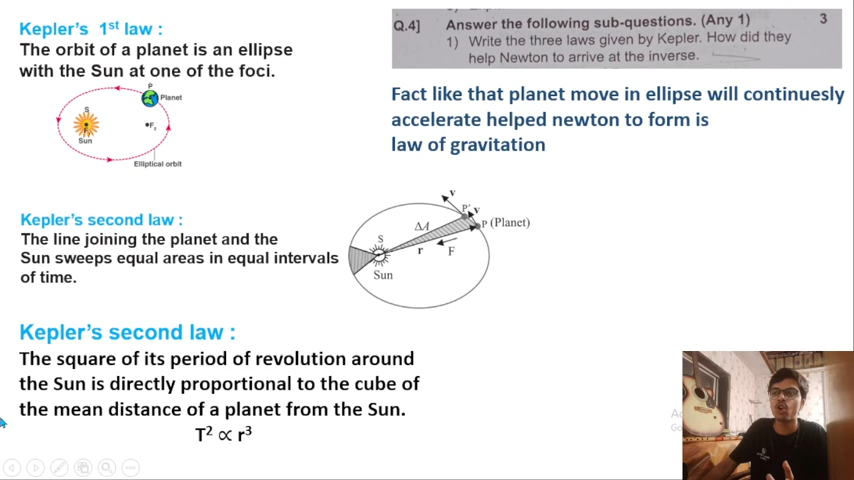 Kepler's 1st law :
The orbit of a planet is an ellipse
with the Sun at one of the foci.
P
Planet
S
F₂
Sun
Elliptical orbit
Q.4] Answer the following sub-questions. (Any 1) 3
1) Write the three laws given by Kepler. How did they
help Newton to arrive at the inverse.
Fact like that planet move in ellipse will continuesly
accelerate helped newton to form is
law of gravitation
Kepler's second law :
The line joining the planet and the
Sun sweeps equal areas in equal intervals
of time.
v
P′ v
ΔA P (Planet)
S
r F
Sun
Kepler's second law :
The square of its period of revolution around
the Sun is directly proportional to the cube of
the mean distance of a planet from the Sun.
T² ∝ r³